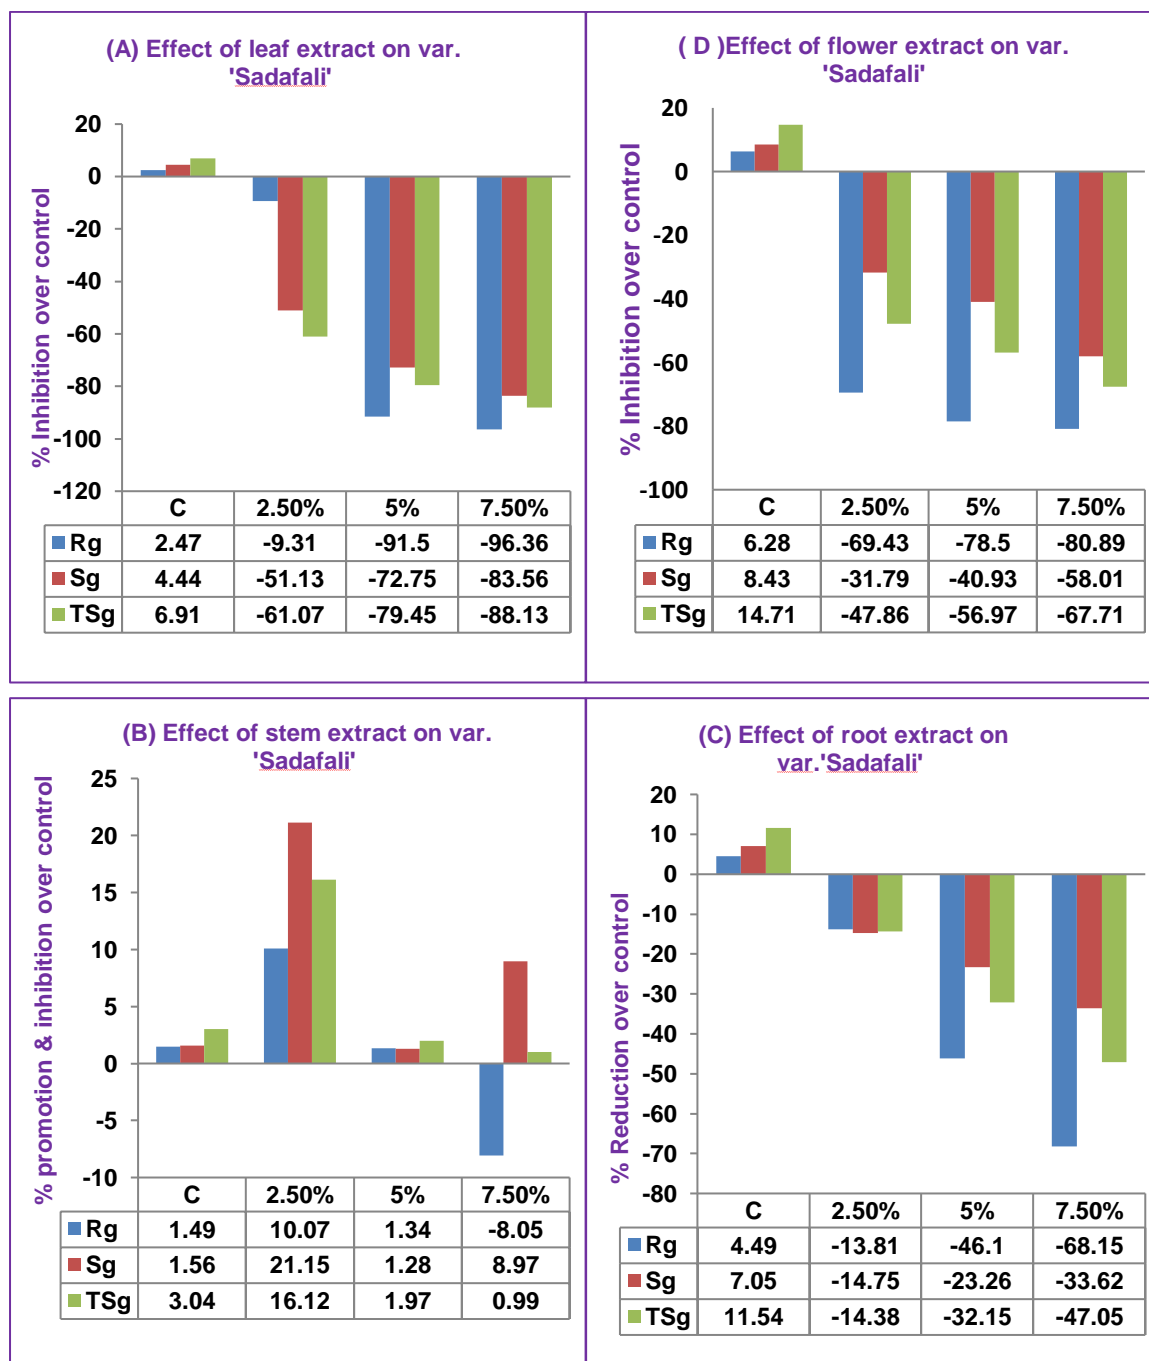 (A) Effect of leaf extract on var.
'Sadafali'
% Inhibition over control
20
0
-20
-40
-60
-80
-100
-120
C 2.50% 5% 7.50%
Rg 2.47 -9.31 -91.5 -96.36
Sg 4.44 -51.13 -72.75 -83.56
TSg 6.91 -61.07 -79.45 -88.13
( D )Effect of flower extract on var.
'Sadafali'
% Inhibition over control
20
0
-20
-40
-60
-80
-100
C 2.50% 5% 7.50%
Rg 6.28 -69.43 -78.5 -80.89
Sg 8.43 -31.79 -40.93 -58.01
TSg 14.71 -47.86 -56.97 -67.71
(B) Effect of stem extract on var.
'Sadafali'
% promotion & inhibition over control
25
20
15
10
5
0
-5
-10
C 2.50% 5% 7.50%
Rg 1.49 10.07 1.34 -8.05
Sg 1.56 21.15 1.28 8.97
TSg 3.04 16.12 1.97 0.99
(C) Effect of root extract on
var.'Sadafali'
% Reduction over control
20
10
0
-10
-20
-30
-40
-50
-60
-70
-80
C 2.50% 5% 7.50%
Rg 4.49 -13.81 -46.1 -68.15
Sg 7.05 -14.75 -23.26 -33.62
TSg 11.54 -14.38 -32.15 -47.05